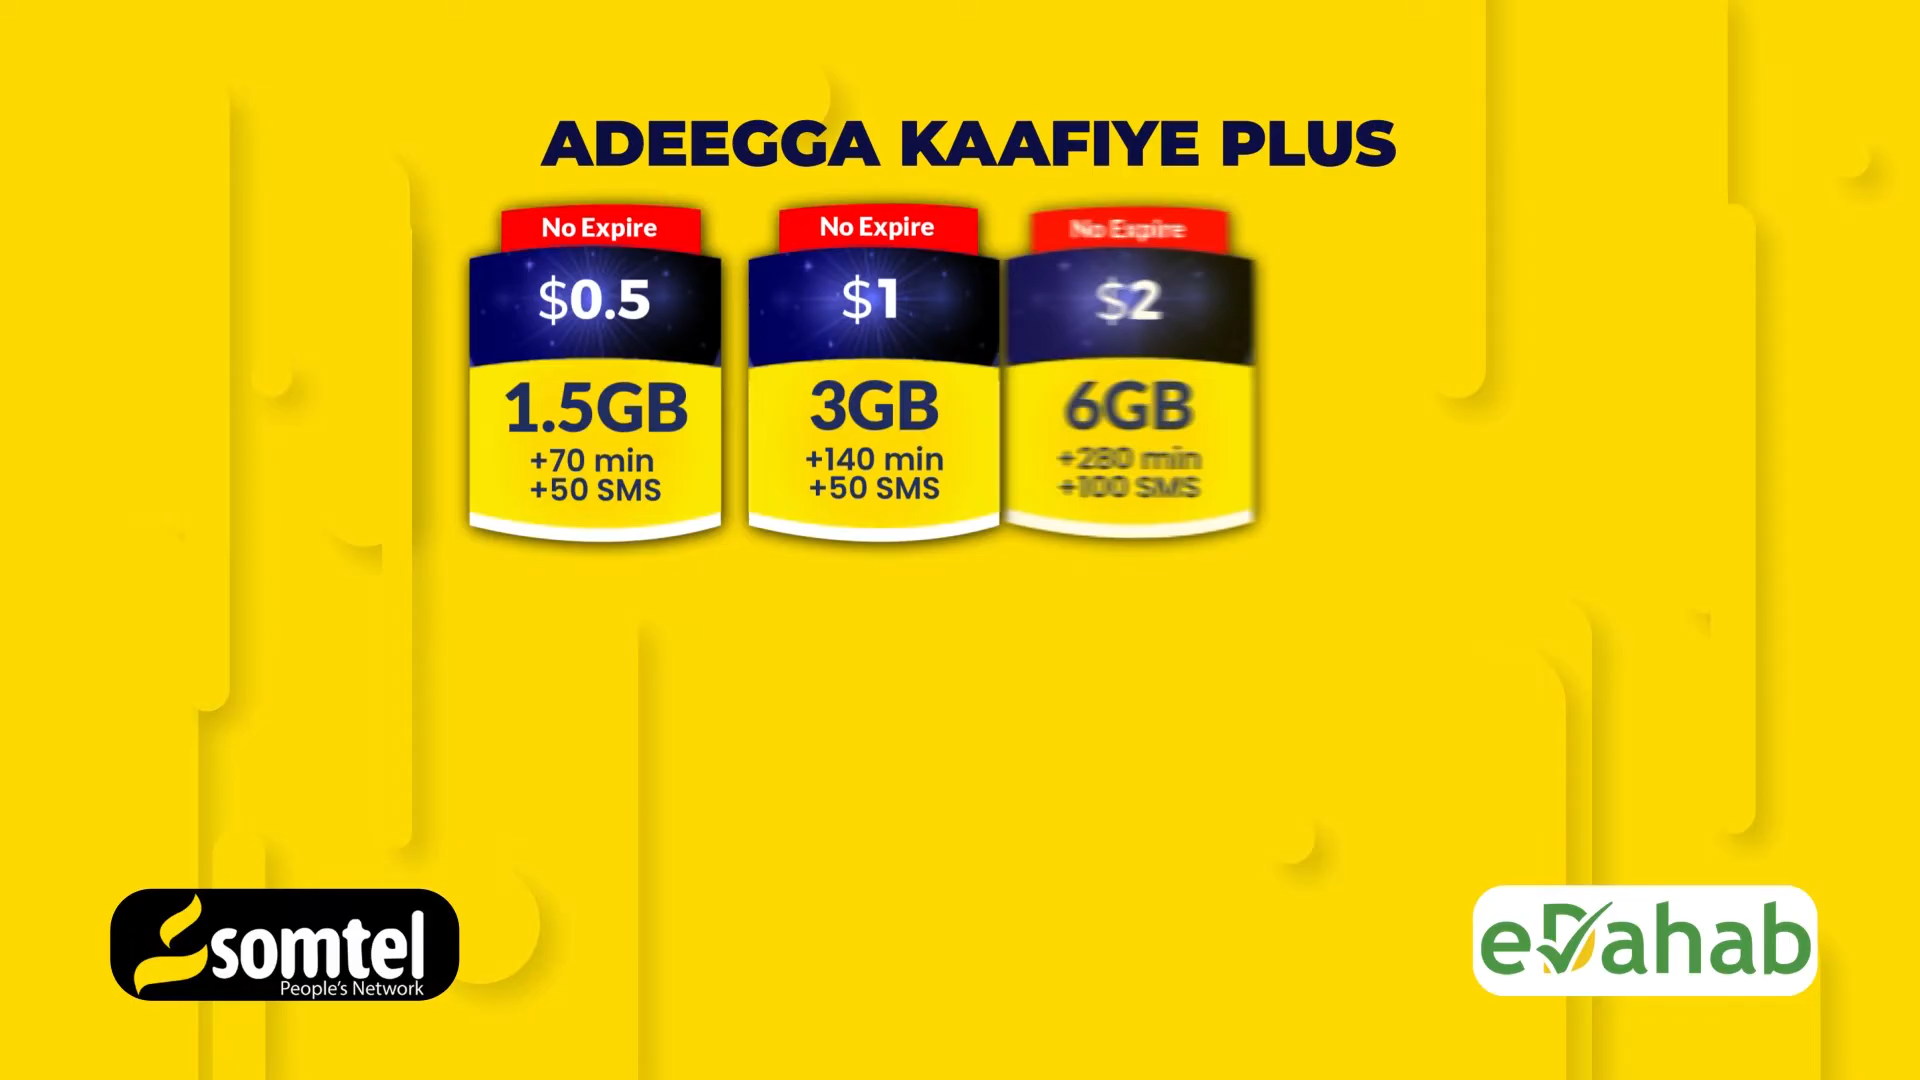 ADEEGGA KAAFIYE PLUS
No Expire
$0.5
1.5GB
+70 min
+50 SMS
No Expire
$1
3GB
+140 min
+50 SMS
No Expire
$2
6GB
+280 min
+100 SMS
somtel
People's Network
eDahab